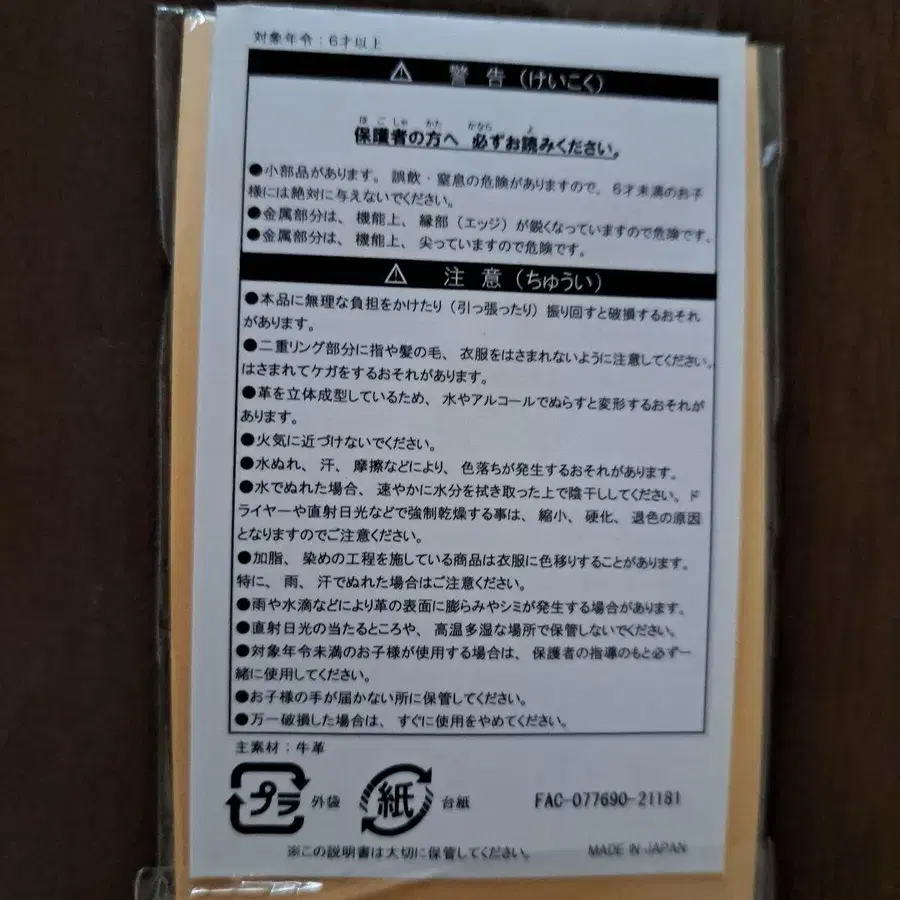 対象年令：6才以上
⚠ 警告（けいこく）
ほごしゃ かた かなら よ
保護者の方へ 必ずお読みください。
●小部品があります。誤飲・窒息の危険がありますので、6才未満のお子
様には絶対に与えないでください。
●金属部分は、機能上、縁部（エッジ）が鋭くなっていますので危険です。
●金属部分は、機能上、尖っていますので危険です。
⚠ 注意（ちゅうい）
●本品に無理な負担をかけたり（引っ張ったり）振り回すと破損するおそれ
があります。
●二重リング部分に指や髪の毛、衣服をはさまれないように注意してください。
はさまれてケガをするおそれがあります。
●革を立体成型しているため、水やアルコールでぬらすと変形するおそれが
あります。
●火気に近づけないでください。
●水ぬれ、汗、摩擦などにより、色落ちが発生するおそれがあります。
●水でぬれた場合、速やかに水分を拭き取った上で陰干ししてください。ド
ライヤーや直射日光などで強制乾燥する事は、縮小、硬化、退色の原因
となりますのでご注意ください。
●加脂、染めの工程を施している商品は衣服に色移りすることがあります。
特に、雨、汗でぬれた場合はご注意ください。
●雨や水滴などにより革の表面に膨らみやシミが発生する場合があります。
●直射日光の当たるところや、高温多湿な場所で保管しないでください。
●対象年令未満のお子様が使用する場合は、保護者の指導のもと必ず一
緒に使用してください。
●お子様の手が届かない所に保管してください。
●万一破損した場合は、すぐに使用をやめてください。
主素材：牛革
プラ 外袋 紙 台紙 FAC-077690-21181
※この説明書は大切に保管してください。 MADE IN JAPAN